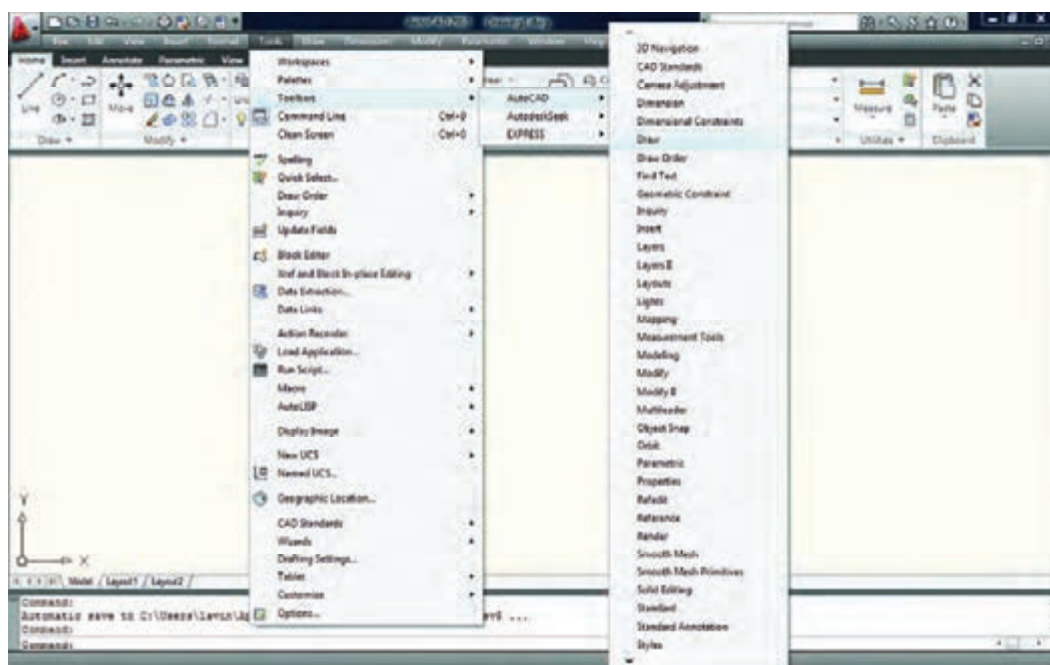 Tools
Home Insert Annotate Parametric View
Line
Move
Measure
Paste
Draw
Modify
Utilities
Clipboard
Workspaces
Palettes
Toolbars
Command Line Ctrl+9
Clean Screen Ctrl+0
Spelling
Quick Select...
Draw Order
Inquiry
Update Fields
Block Editor
Xref and Block In-place Editing
Data Extraction...
Data Links
Action Recorder
Load Application...
Run Script...
Macro
AutoLISP
Display Image
New UCS
Named UCS...
Geographic Location...
CAD Standards
Wizards
Drafting Settings...
Tables
Customize
Options...
AutoCAD
AutodeskSeek
EXPRESS
3D Navigation
CAD Standards
Camera Adjustment
Dimension
Dimensional Constraints
Draw
Draw Order
Find Text
Geometric Constraint
Inquiry
Insert
Layers
Layers II
Layouts
Lights
Mapping
Measurement Tools
Modeling
Modify
Modify II
Multileader
Object Snap
Orbit
Parametric
Properties
Refedit
Reference
Render
Smooth Mesh
Smooth Mesh Primitives
Solid Editing
Standard
Standard Annotation
Styles
Y
X
Model / Layout1 / Layout2
Command:
Automatic save to C:\Users\
Command:
Command: